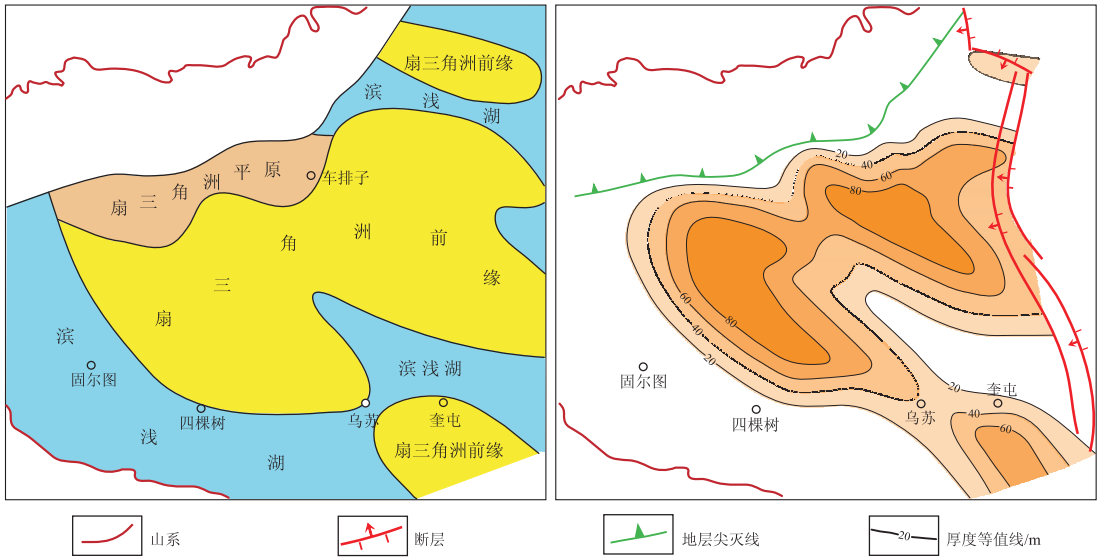 扇三角洲前缘
滨浅湖
扇三角洲平原
车排子
扇三角洲前缘
滨浅湖
固尔图
四棵树
滨浅湖
乌苏
奎屯
扇三角洲前缘
20
40
60
80
60
40
20
80
固尔图
四棵树
乌苏
20
奎屯
40
60
山系
断层
地层尖灭线
20
厚度等值线/m